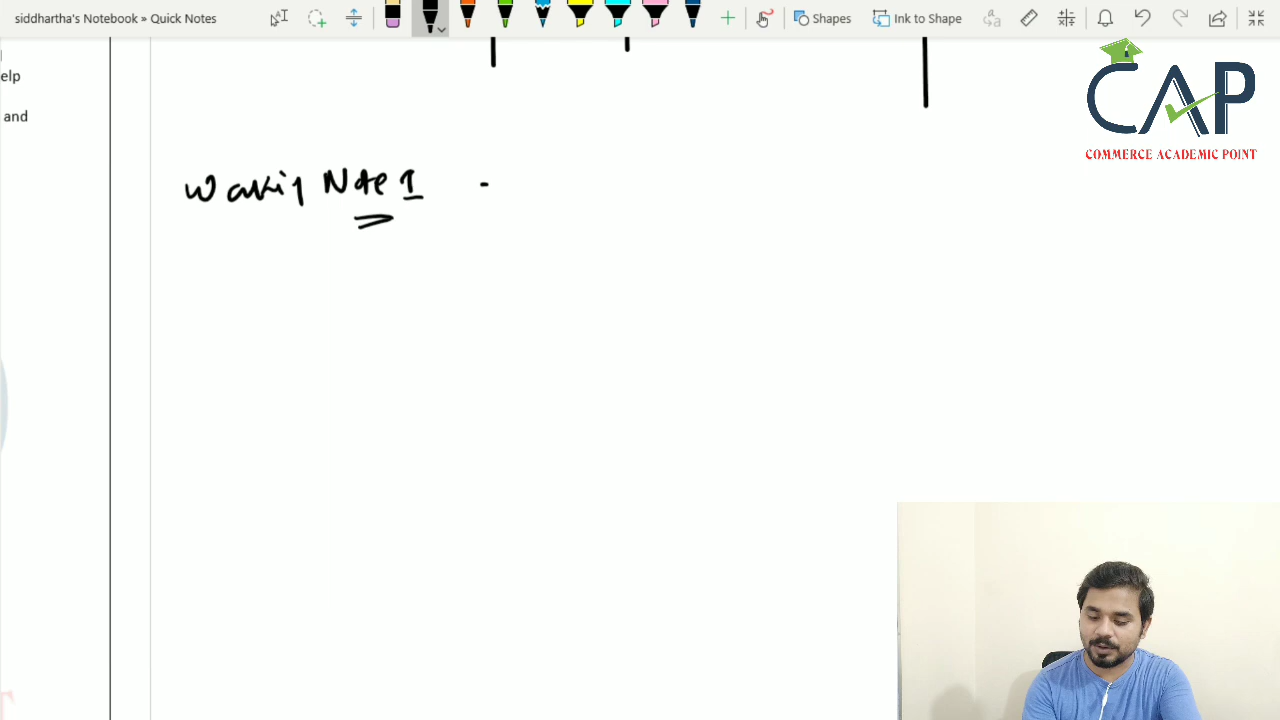 siddhartha's Notebook » Quick Notes
Shapes
Ink to Shape
elp
and
CAP
COMMERCE ACADEMIC POINT
Working Note 1 -